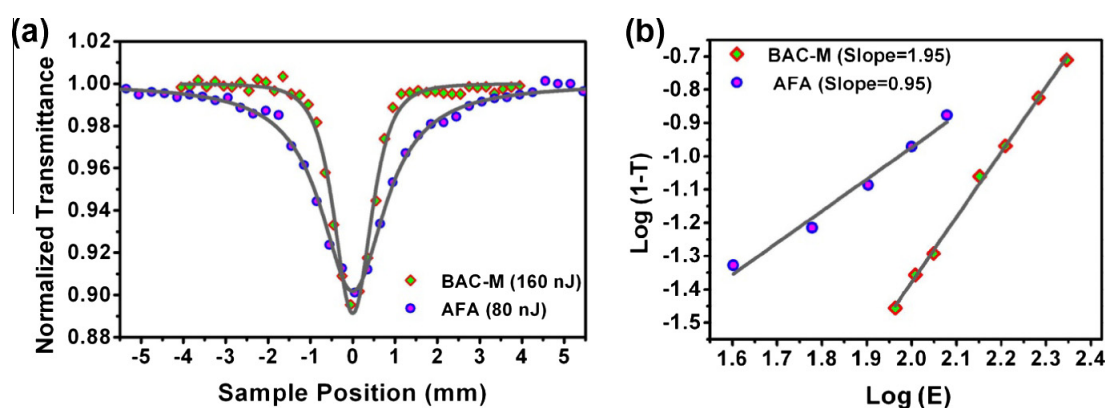 (a)
1.02
1.00
0.98
0.96
0.94
0.92
0.90
0.88
Normalized Transmittance
BAC-M (160 nJ)
AFA (80 nJ)
-5 -4 -3 -2 -1 0 1 2 3 4 5
Sample Position (mm)
(b)
-0.7
-0.8
-0.9
-1.0
-1.1
-1.2
-1.3
-1.4
-1.5
Log (1-T)
BAC-M (Slope=1.95)
AFA (Slope=0.95)
1.6 1.7 1.8 1.9 2.0 2.1 2.2 2.3 2.4
Log (E)